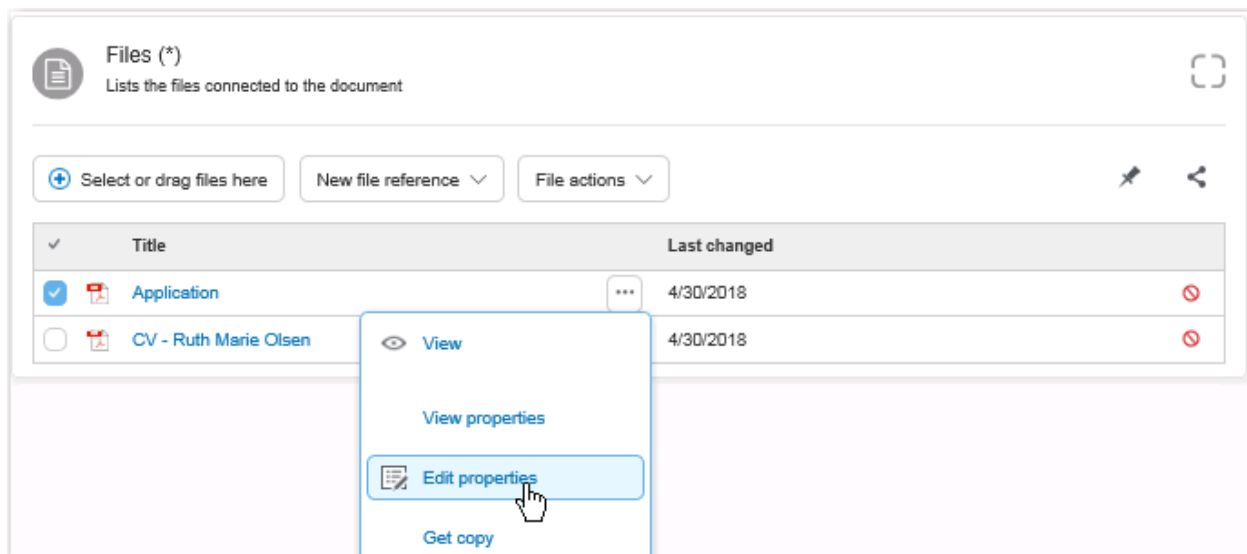 Files (*)
Lists the files connected to the document
Select or drag files here New file reference File actions
Title Last changed
Application 4/30/2018
CV - Ruth Marie Olsen 4/30/2018
View
View properties
Edit properties
Get copy